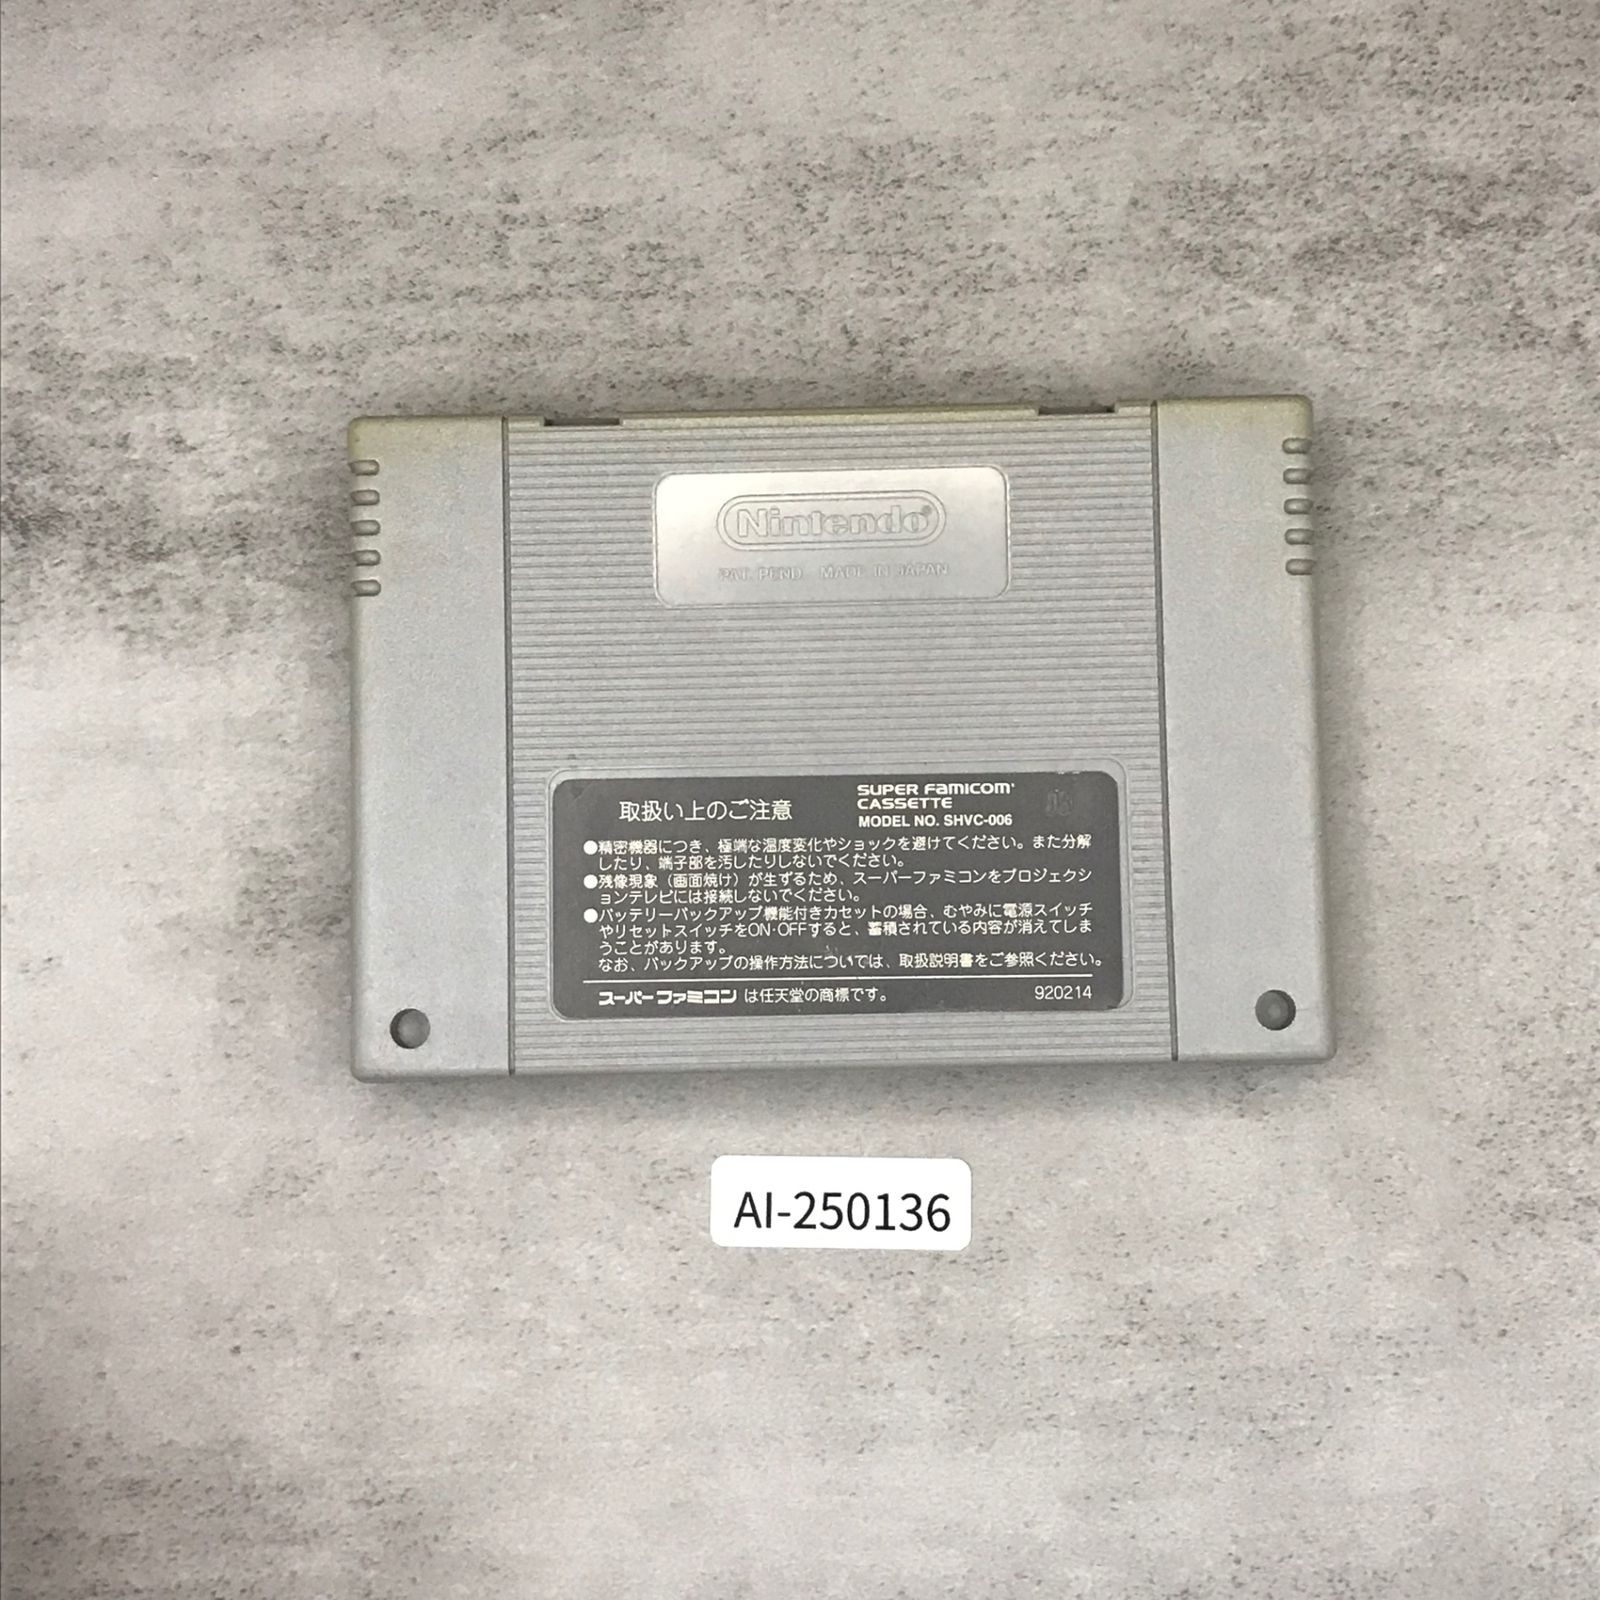 Nintendo®
PAT. PEND. MADE IN JAPAN
取扱い上のご注意
SUPER FAMICOM
CASSETTE
MODEL NO. SHVC-006
●精密機器につき、極端な温度変化やショックを避けてください。また分解
したり、端子部を汚したりしないでください。
●残像現象（画面焼け）が生ずるため、スーパーファミコンをプロジェクシ
ョンテレビには接続しないでください。
●バッテリーバックアップ機能付きカセットの場合、むやみに電源スイッチ
やリセットスイッチをON·OFFすると、蓄積されている内容が消えてしま
うことがあります。
なお、バックアップの操作方法については、取扱説明書をご参照ください。
スーパーファミコン は任天堂の商標です。
920214
AI-250136